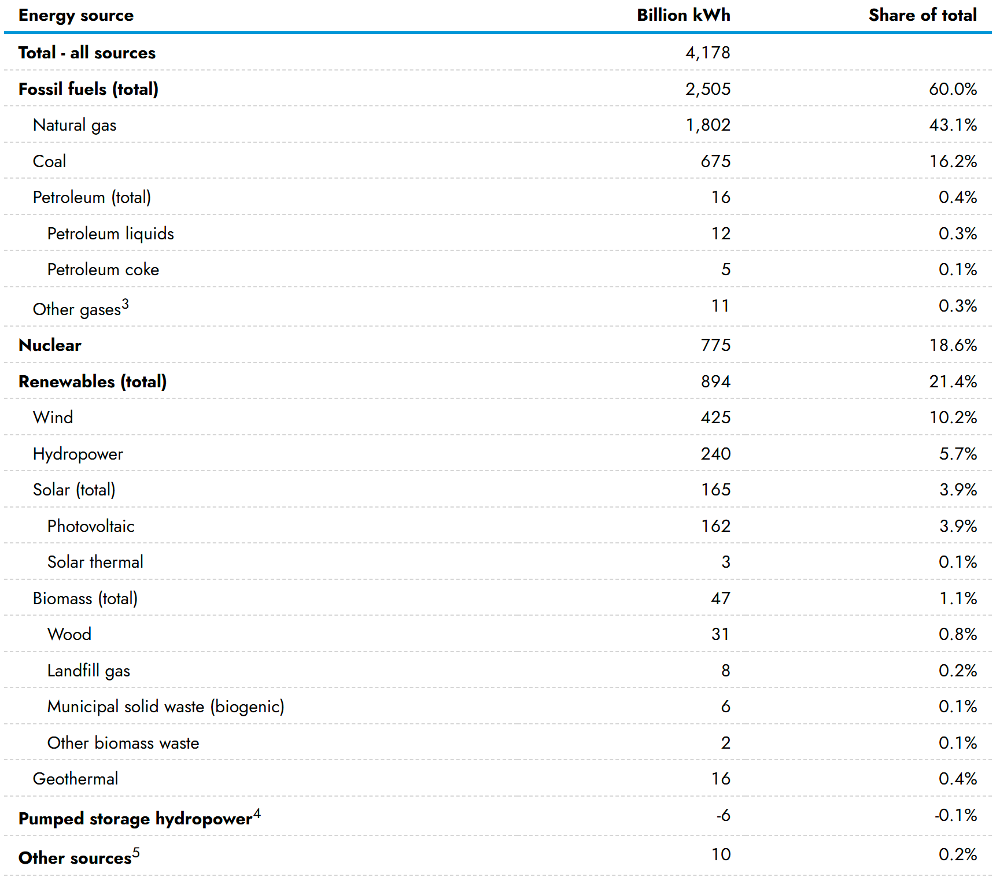 Energy source Billion kWh Share of total
Total - all sources 4,178
Fossil fuels (total) 2,505 60.0%
Natural gas 1,802 43.1%
Coal 675 16.2%
Petroleum (total) 16 0.4%
Petroleum liquids 12 0.3%
Petroleum coke 5 0.1%
Other gases3 11 0.3%
Nuclear 775 18.6%
Renewables (total) 894 21.4%
Wind 425 10.2%
Hydropower 240 5.7%
Solar (total) 165 3.9%
Photovoltaic 162 3.9%
Solar thermal 3 0.1%
Biomass (total) 47 1.1%
Wood 31 0.8%
Landfill gas 8 0.2%
Municipal solid waste (biogenic) 6 0.1%
Other biomass waste 2 0.1%
Geothermal 16 0.4%
Pumped storage hydropower4 -6 -0.1%
Other sources5 10 0.2%